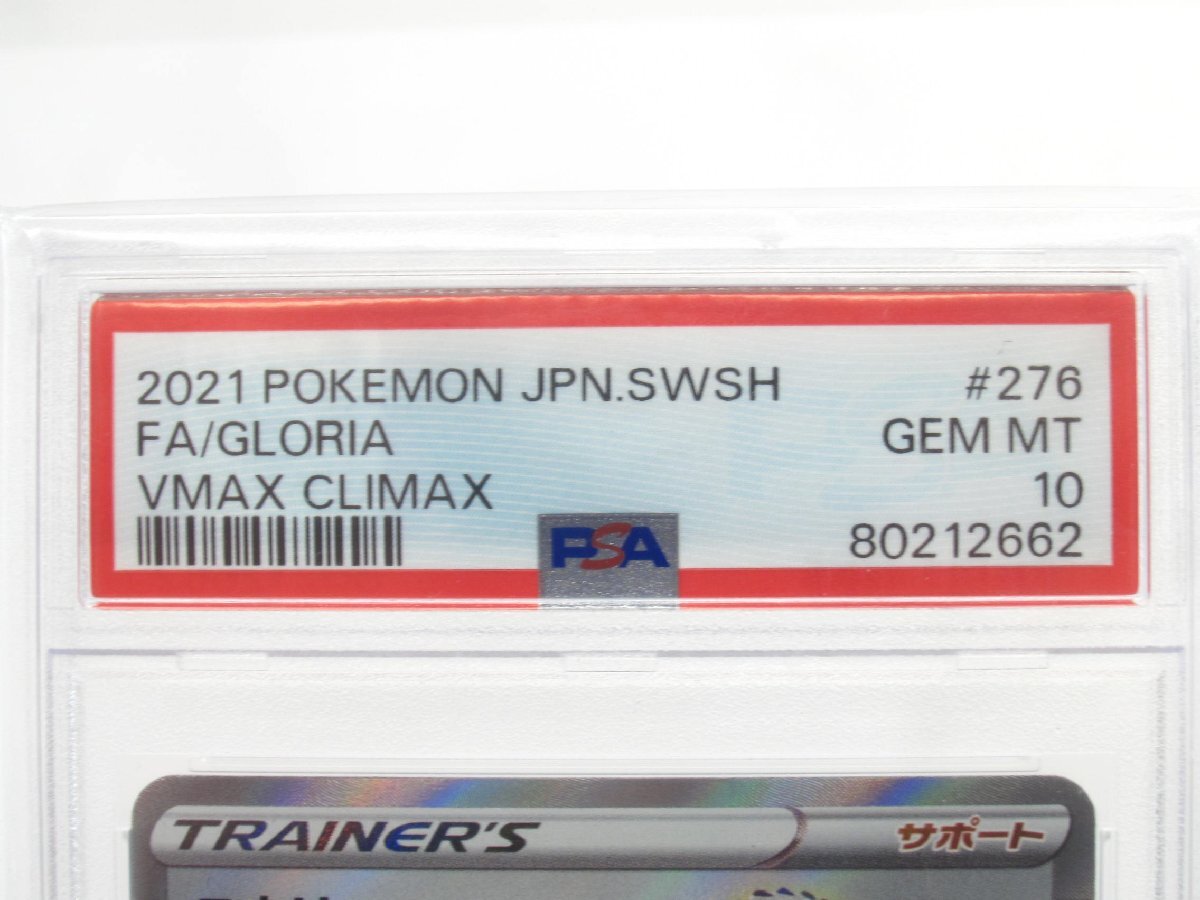 2021 POKEMON JPN.SWSH #276
FA/GLORIA GEM MT
VMAX CLIMAX 10
PSA 80212662
TRAINER'S サポート